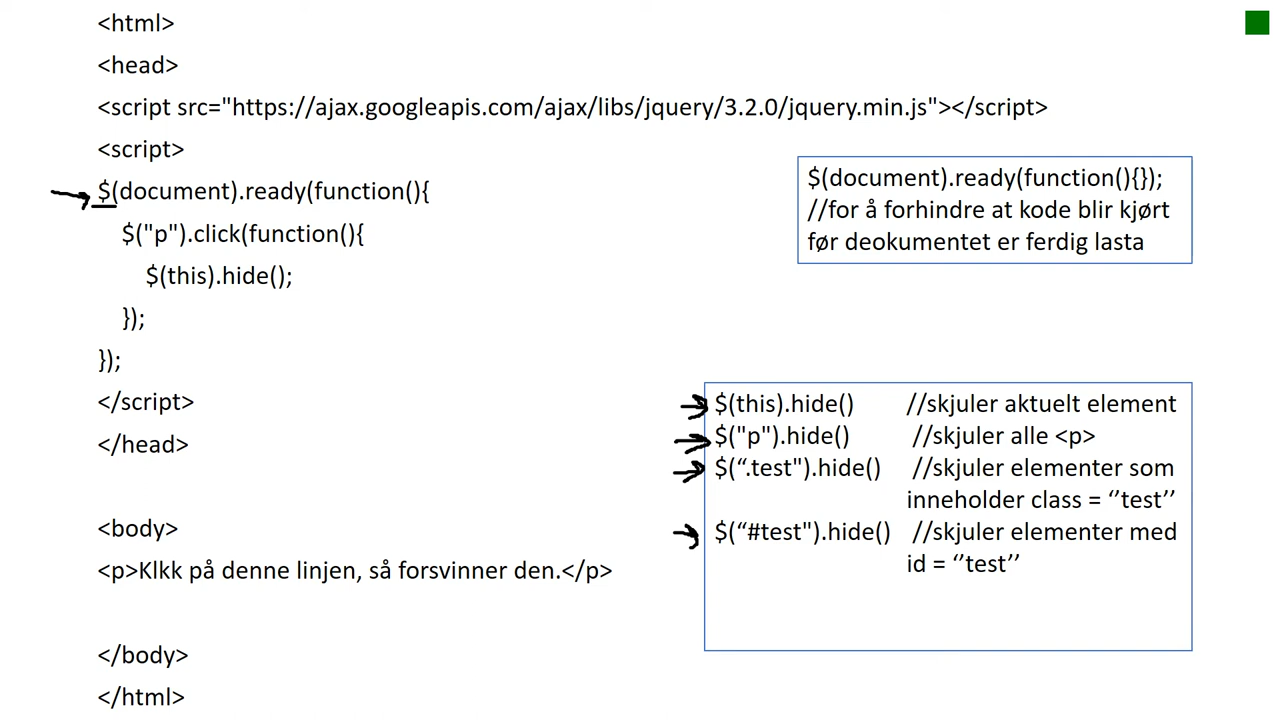 <html>
<head>
<script src="https://ajax.googleapis.com/ajax/libs/jquery/3.2.0/jquery.min.js"></script>
<script>
$(document).ready(function(){
$("p").click(function(){
$(this).hide();
});
});
</script>
</head>
<body>
<p>Klkk på denne linjen, så forsvinner den.</p>
</body>
</html>
$(document).ready(function(){});
//for å forhindre at kode blir kjørt
før deokumentet er ferdig lasta
$(this).hide() //skjuler aktuelt element
$("p").hide() //skjuler alle <p>
$(“.test").hide() //skjuler elementer som
inneholder class = ‘’test’’
$(“#test").hide() //skjuler elementer med
id = ‘’test’’